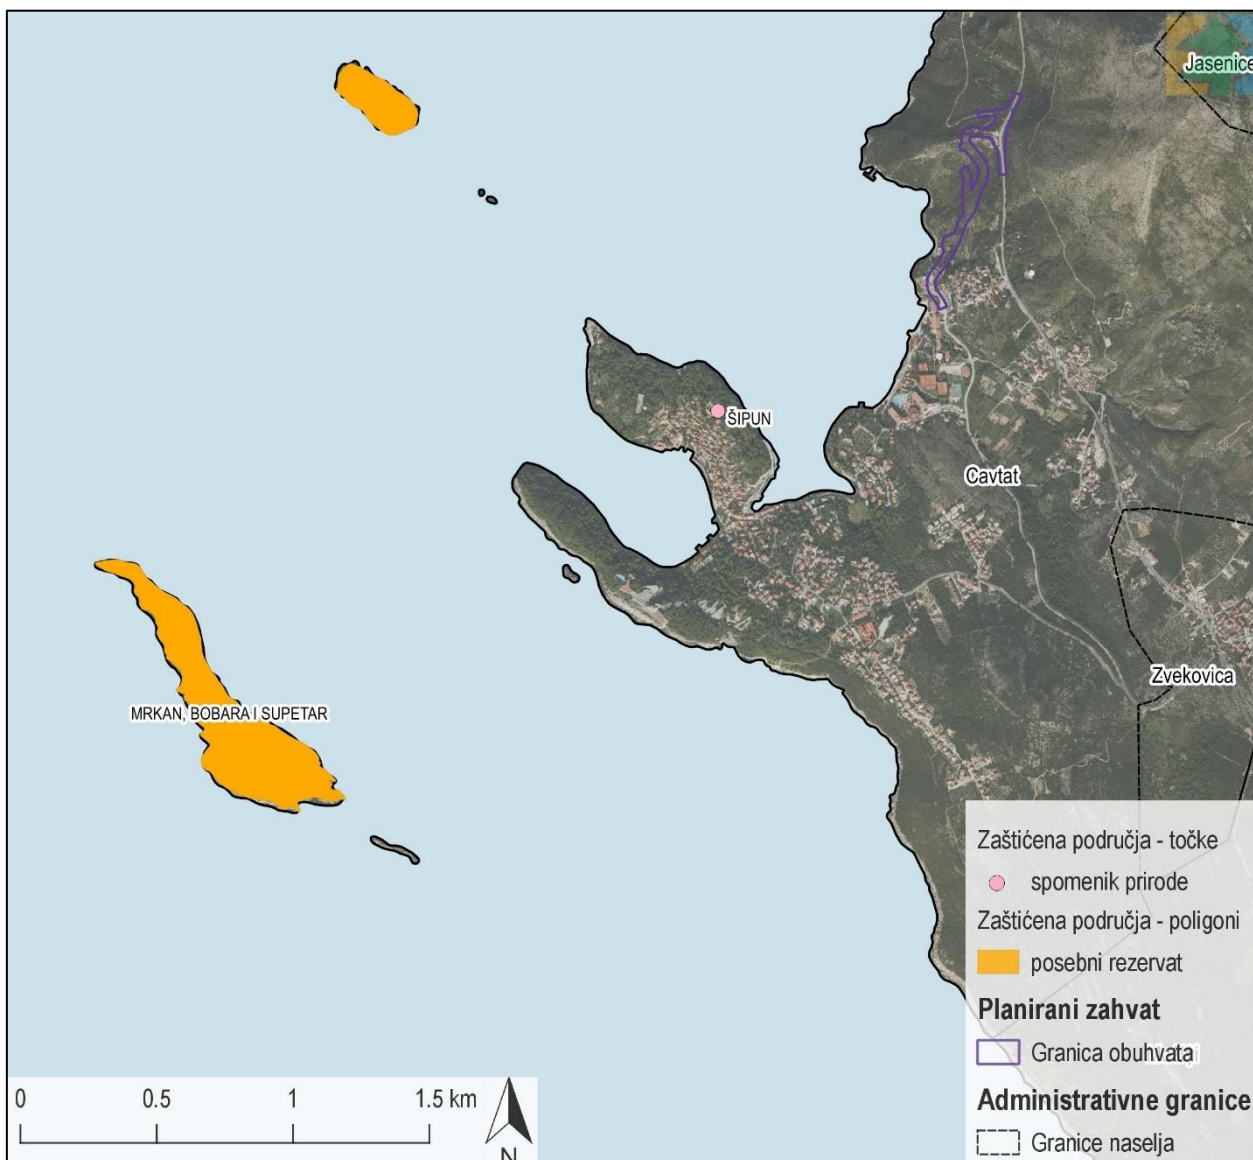 Jasenice
ŠIPUN
Cavtat
Zvekovica
MRKAN, BOBARA I SUPETAR
Zaštićena područja - točke
spomenik prirode
Zaštićena područja - poligoni
posebni rezervat
Planirani zahvat
Granica obuhvata
Administrativne granice
Granice naselja
0 0.5 1 1.5 km
N